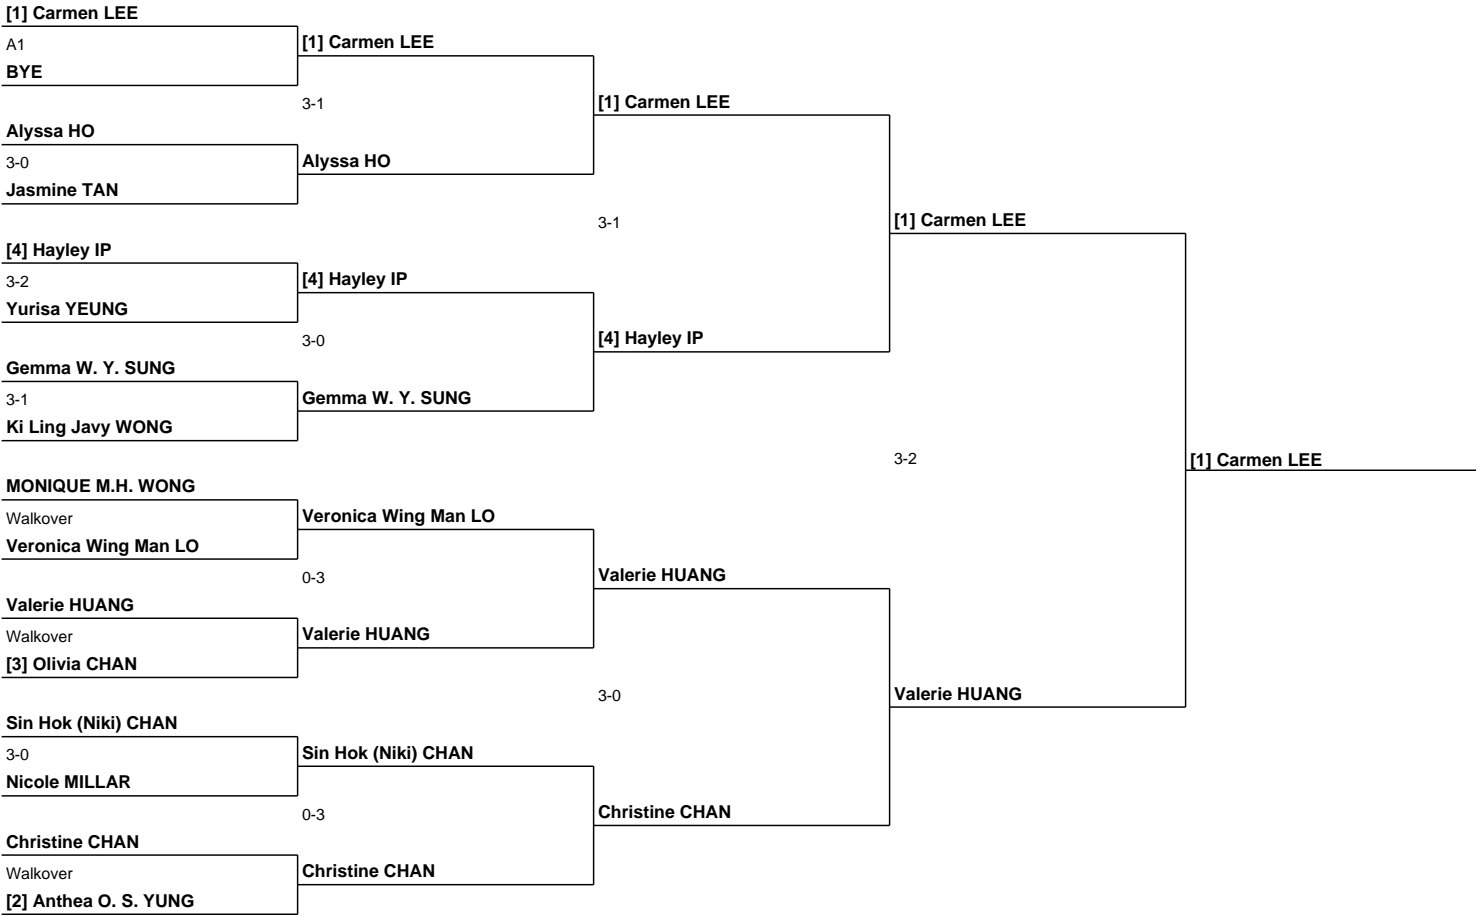 [1] Carmen LEE
A1
BYE
Alyssa HO
3-0
Jasmine TAN
[4] Hayley IP
3-2
Yurisa YEUNG
Gemma W. Y. SUNG
3-1
Ki Ling Javy WONG
MONIQUE M.H. WONG
Walkover
Veronica Wing Man LO
Valerie HUANG
Walkover
[3] Olivia CHAN
Sin Hok (Niki) CHAN
3-0
Nicole MILLAR
Christine CHAN
Walkover
[2] Anthea O. S. YUNG
[1] Carmen LEE
3-1
Alyssa HO
[4] Hayley IP
3-0
Gemma W. Y. SUNG
Veronica Wing Man LO
0-3
Valerie HUANG
Sin Hok (Niki) CHAN
0-3
Christine CHAN
[1] Carmen LEE
3-1
[4] Hayley IP
Valerie HUANG
3-0
Christine CHAN
[1] Carmen LEE
3-2
Valerie HUANG
[1] Carmen LEE